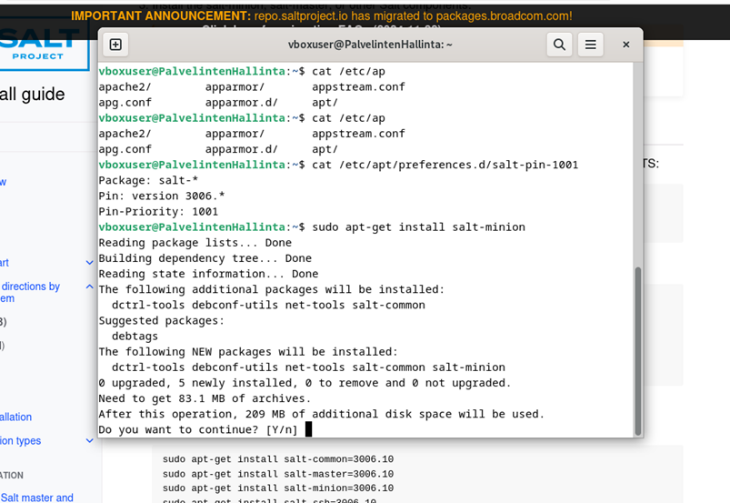 IMPORTANT ANNOUNCEMENT: repo.saltproject.io has migrated to packages.broadcom.com!
SALT
PROJECT
all guide
vboxuser@PalvelintenHallinta: ~
vboxuser@PalvelintenHallinta:~$ cat /etc/ap
apache2/ apparmor/ appstream.conf
apg.conf apparmor.d/ apt/
vboxuser@PalvelintenHallinta:~$ cat /etc/ap
apache2/ apparmor/ appstream.conf
apg.conf apparmor.d/ apt/
vboxuser@PalvelintenHallinta:~$ cat /etc/apt/preferences.d/salt-pin-1001
Package: salt-*
Pin: version 3006.*
Pin-Priority: 1001
vboxuser@PalvelintenHallinta:~$ sudo apt-get install salt-minion
Reading package lists... Done
Building dependency tree... Done
Reading state information... Done
The following additional packages will be installed:
dctrl-tools debconf-utils net-tools salt-common
Suggested packages:
debtags
The following NEW packages will be installed:
dctrl-tools debconf-utils net-tools salt-common salt-minion
0 upgraded, 5 newly installed, 0 to remove and 0 not upgraded.
Need to get 83.1 MB of archives.
After this operation, 209 MB of additional disk space will be used.
Do you want to continue? [Y/n]
TS:
w
art
directions by
em
3)
)
allation
ion types
ATION
Salt master and
sudo apt-get install salt-common=3006.10
sudo apt-get install salt-master=3006.10
sudo apt-get install salt-minion=3006.10
sudo apt-get install salt-ssh=3006.10